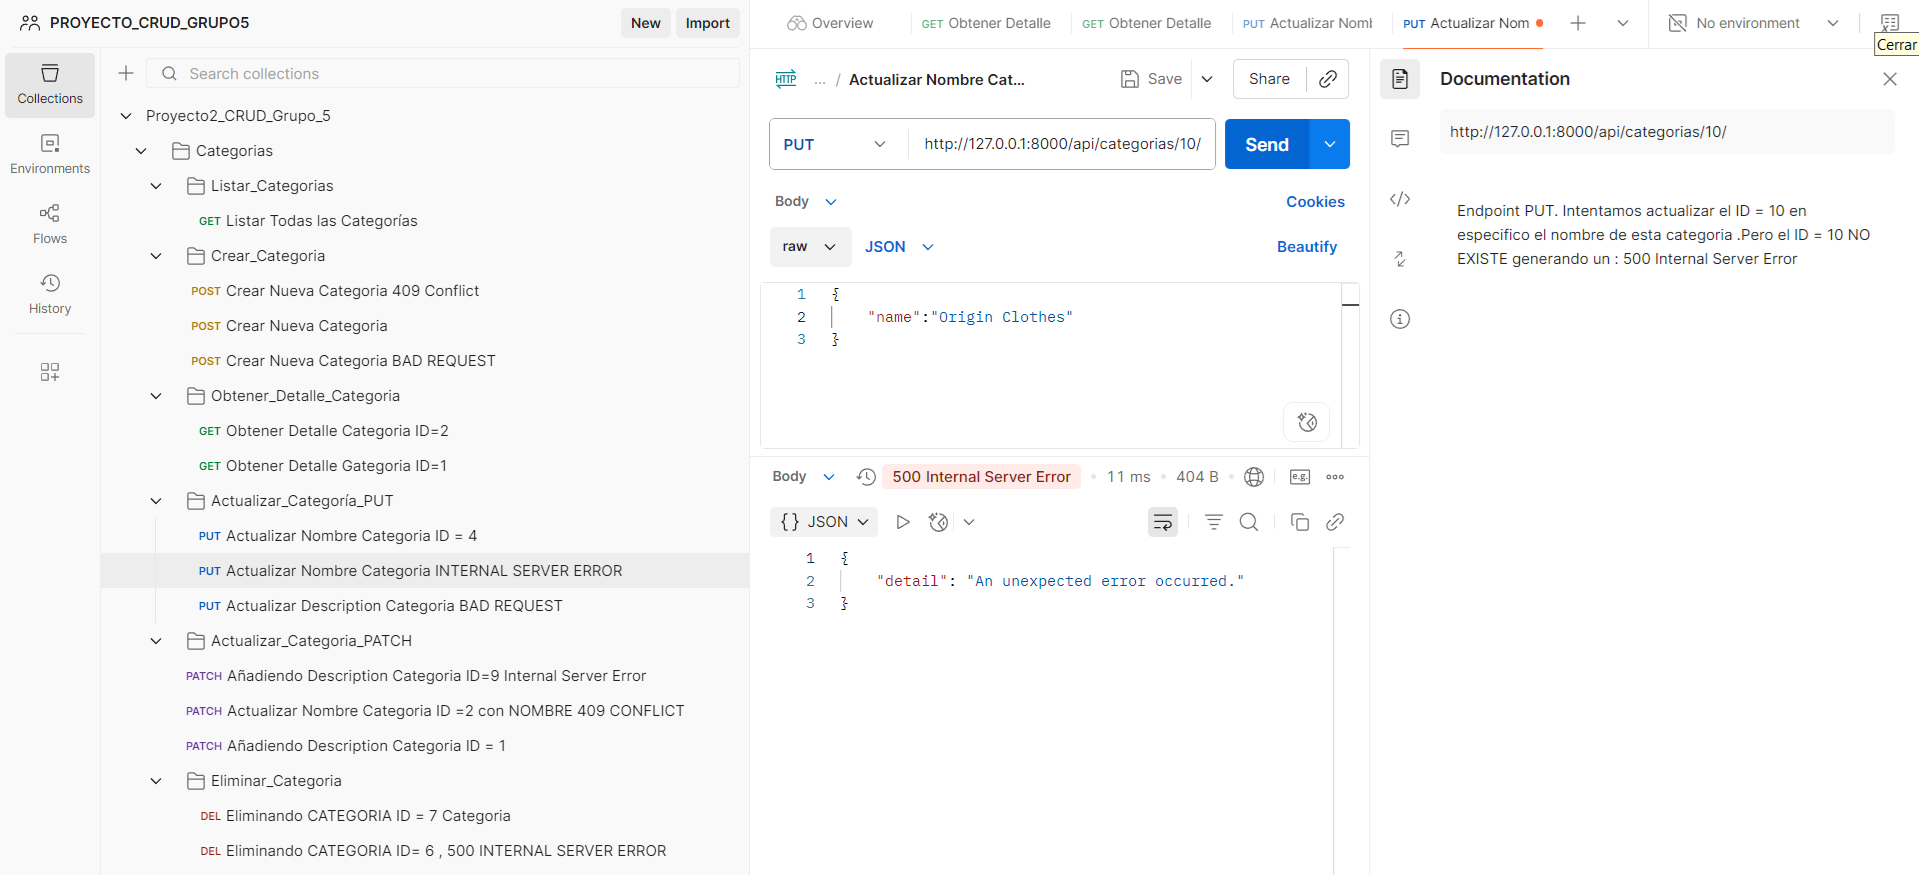 PROYECTO_CRUD_GRUPO5
New
Import
Overview
GET Obtener Detalle
GET Obtener Detalle
PUT Actualizar Noml
PUT Actualizar Nom
No environment
Cerrar
Collections
Environments
Flows
History
Search collections
Proyecto2_CRUD_Grupo_5
Categorias
Listar_Categorias
GET Listar Todas las Categorías
Crear_Categoria
POST Crear Nueva Categoria 409 Conflict
POST Crear Nueva Categoria
POST Crear Nueva Categoria BAD REQUEST
Obtener_Detalle_Categoria
GET Obtener Detalle Categoria ID=2
GET Obtener Detalle Gategoria ID=1
Actualizar_Categoría_PUT
PUT Actualizar Nombre Categoria ID = 4
PUT Actualizar Nombre Categoria INTERNAL SERVER ERROR
PUT Actualizar Description Categoria BAD REQUEST
Actualizar_Categoria_PATCH
PATCH Añadiendo Description Categoria ID=9 Internal Server Error
PATCH Actualizar Nombre Categoria ID =2 con NOMBRE 409 CONFLICT
PATCH Añadiendo Description Categoria ID = 1
Eliminar_Categoria
DEL Eliminando CATEGORIA ID = 7 Categoria
DEL Eliminando CATEGORIA ID= 6 , 500 INTERNAL SERVER ERROR
HTTP ... / Actualizar Nombre Cat...
Save
Share
PUT http://127.0.0.1:8000/api/categorias/10/
Send
Body
Cookies
raw
JSON
Beautify
1 {
2 "name":"Origin Clothes"
3 }
Body
500 Internal Server Error • 11 ms • 404 B •
e.g.
{} JSON
1 {
2 "detail": "An unexpected error occurred."
3 }
Documentation
http://127.0.0.1:8000/api/categorias/10/
Endpoint PUT. Intentamos actualizar el ID = 10 en
especifico el nombre de esta categoria .Pero el ID = 10 NO
EXISTE generando un : 500 Internal Server Error